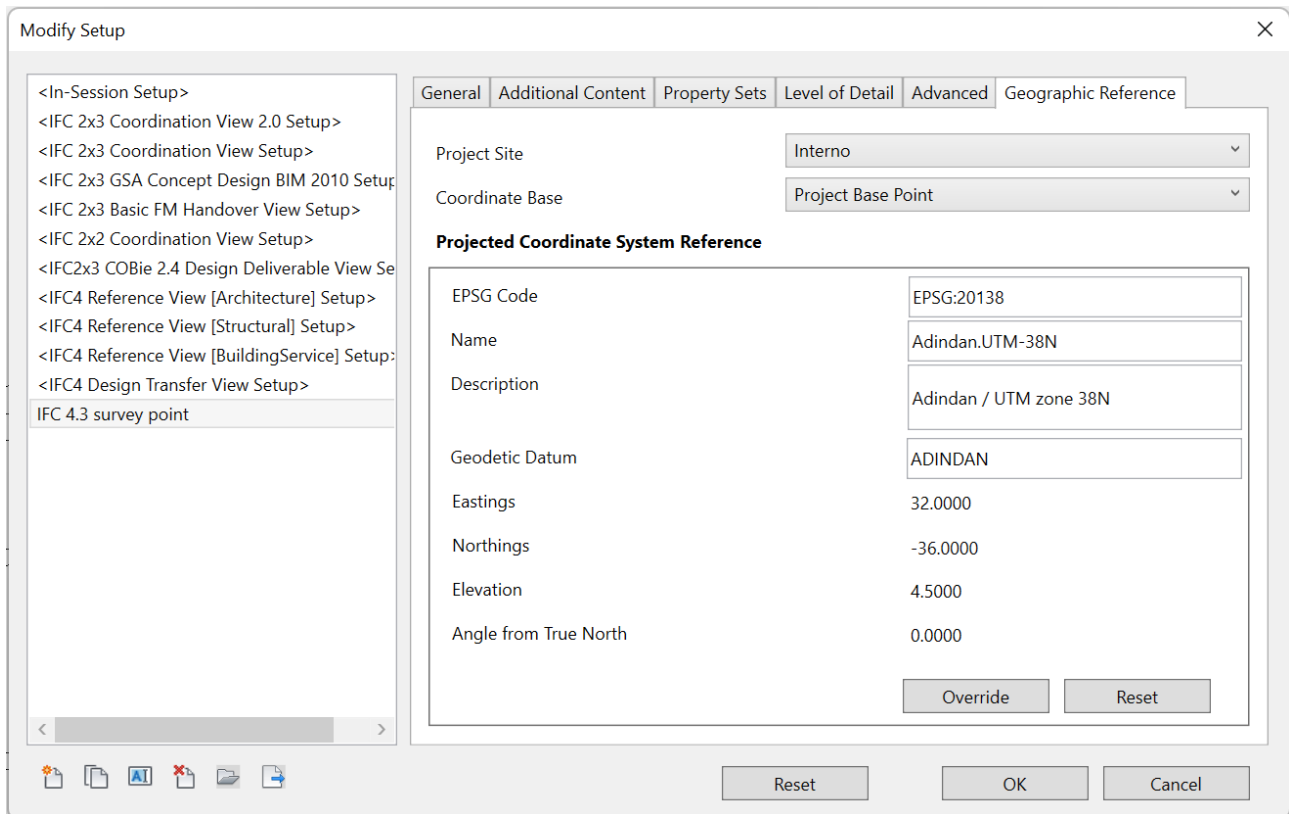 Modify Setup
<In-Session Setup>
<IFC 2x3 Coordination View 2.0 Setup>
<IFC 2x3 Coordination View Setup>
<IFC 2x3 GSA Concept Design BIM 2010 Setup
<IFC 2x3 Basic FM Handover View Setup>
<IFC 2x2 Coordination View Setup>
<IFC2x3 COBie 2.4 Design Deliverable View Se
<IFC4 Reference View [Architecture] Setup>
<IFC4 Reference View [Structural] Setup>
<IFC4 Reference View [BuildingService] Setup>
<IFC4 Design Transfer View Setup>
IFC 4.3 survey point
General Additional Content Property Sets Level of Detail Advanced Geographic Reference
Project Site Interno
Coordinate Base Project Base Point
Projected Coordinate System Reference
EPSG Code EPSG:20138
Name Adindan.UTM-38N
Description Adindan / UTM zone 38N
Geodetic Datum ADINDAN
Eastings 32.0000
Northings -36.0000
Elevation 4.5000
Angle from True North 0.0000
Override Reset
Reset OK Cancel